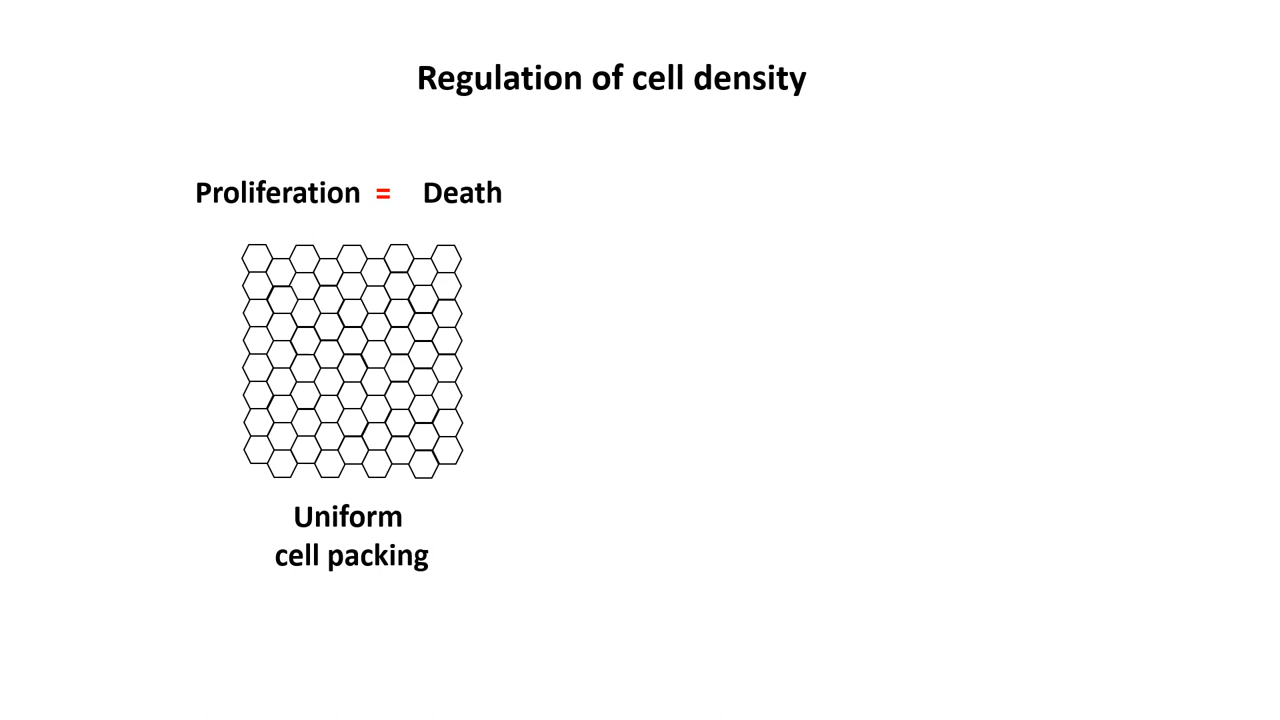 Regulation of cell density
Proliferation = Death
Uniform
cell packing